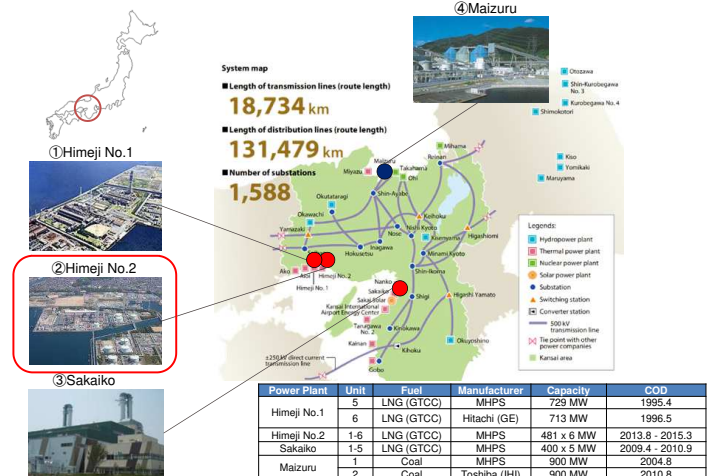 ④Maizuru
System map
■Length of transmission lines (route length)
18,734 km
■Length of distribution lines (route length)
131,479 km
■Number of substations
1,588
①Himeji No.1
②Himeji No.2
③Sakaiko
Otozawa
Shin-Kurobegawa
No. 3
Kurobegawa No. 4
Shimokotori
Kiso
Yomikaki
Maruyama
Mihama
Maizuru
Reinan
Miyazu
Takahama
Ohi
Shin-Ayabe
Okutataragi
Okawachi
Keihoku
Yamazaki
Nose
Nishi Kyoto
Kisenyama
Higashiomi
Inagawa
Hokusetsu
Minami Kyoto
Ako
Aioi
Himeji No. 2
Himeji No. 1
Shin-Ikoma
Nanko
Sakaiko
Shigi
Sakai Solar
Higashi Yamato
Kansai International
Airport Energy Center
Tanagawa
No. 2
Kinokawa
Kainan
Kihoku
Okuyoshino
±250 kV direct current
transmission line
Gobo
Legends:
Hydropower plant
Thermal power plant
Nuclear power plant
Solar power plant
Substation
Switching station
Converter station
500 kV
transmission line
Tie point with other
power companies
Kansai area
Power Plant Unit Fuel Manufacturer Capacity COD
Himeji No.1 5 LNG (GTCC) MHPS 729 MW 1995.4
6 LNG (GTCC) Hitachi (GE) 713 MW 1996.5
Himeji No.2 1-6 LNG (GTCC) MHPS 481 x 6 MW 2013.8 - 2015.3
Sakaiko 1-5 LNG (GTCC) MHPS 400 x 5 MW 2009.4 - 2010.9
Maizuru 1 Coal MHPS 900 MW 2004.8
2 Coal Toshiba (IHI) 900 MW 2010.8